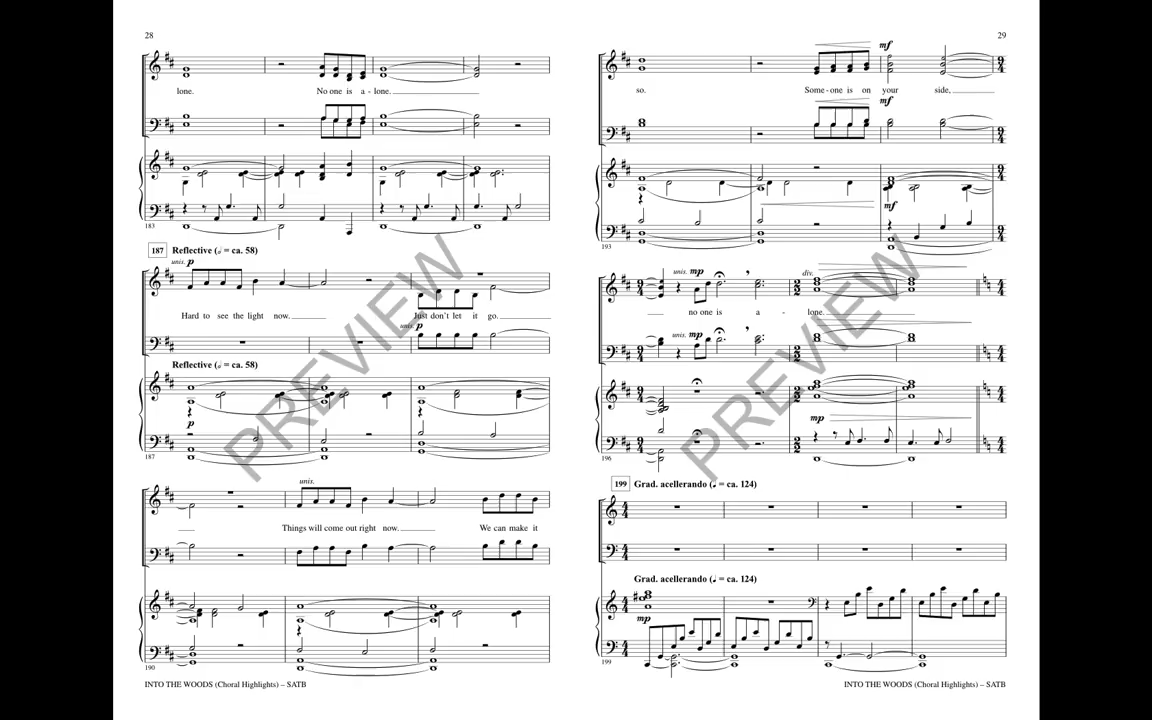 28
lone. No one is a - lone.
183
187 Reflective (𝅗𝅥 = ca. 58)
unis. p
Hard to see the light now. Just don't let it go.
unis. p
Reflective (𝅗𝅥 = ca. 58)
p
187
unis.
Things will come out right now. We can make it
190
INTO THE WOODS (Choral Highlights) – SATB
PREVIEW
29
mf
so. Some - one is on your side,
mf
mf
193
unis. mp div.
no one is a - lone.
unis. mp
mp
196
199 Grad. acellerando (♩ = ca. 124)
Grad. acellerando (♩ = ca. 124)
mp
199
INTO THE WOODS (Choral Highlights) – SATB
PREVIEW